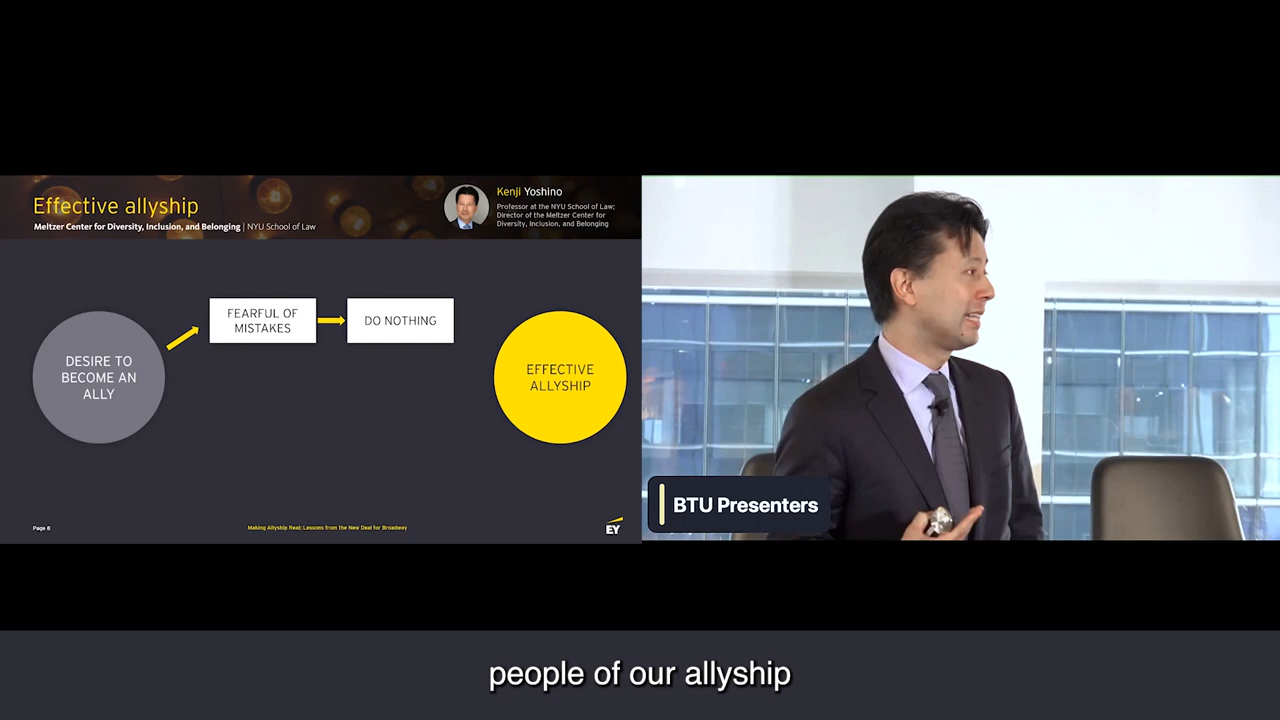 Effective allyship
Meltzer Center for Diversity, Inclusion, and Belonging | NYU School of Law
Kenji Yoshino
Professor at the NYU School of Law;
Director of the Meltzer Center for
Diversity, Inclusion, and Belonging
DESIRE TO
BECOME AN
ALLY
FEARFUL OF
MISTAKES
DO NOTHING
EFFECTIVE
ALLYSHIP
Page 8
Making Allyship Real: Lessons from the New Deal for Broadway
EY
BTU Presenters
people of our allyship